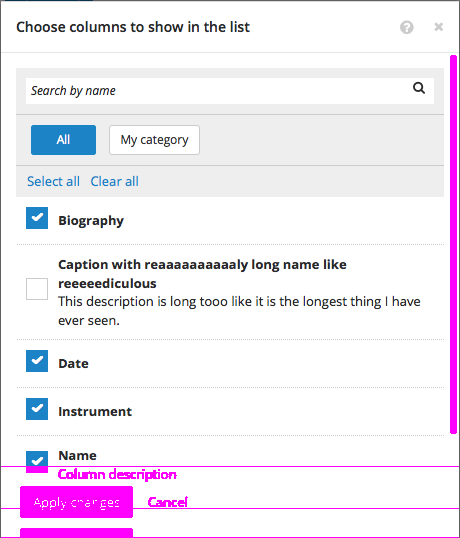 Choose columns to show in the list
Search by name
All
My category
Select all
Clear all
Biography
Caption with reaaaaaaaaaaly long name like
reeeeediculous
This description is long tooo like it is the longest thing I have
ever seen.
Date
Instrument
Name
Column description
Apply changes
Cancel